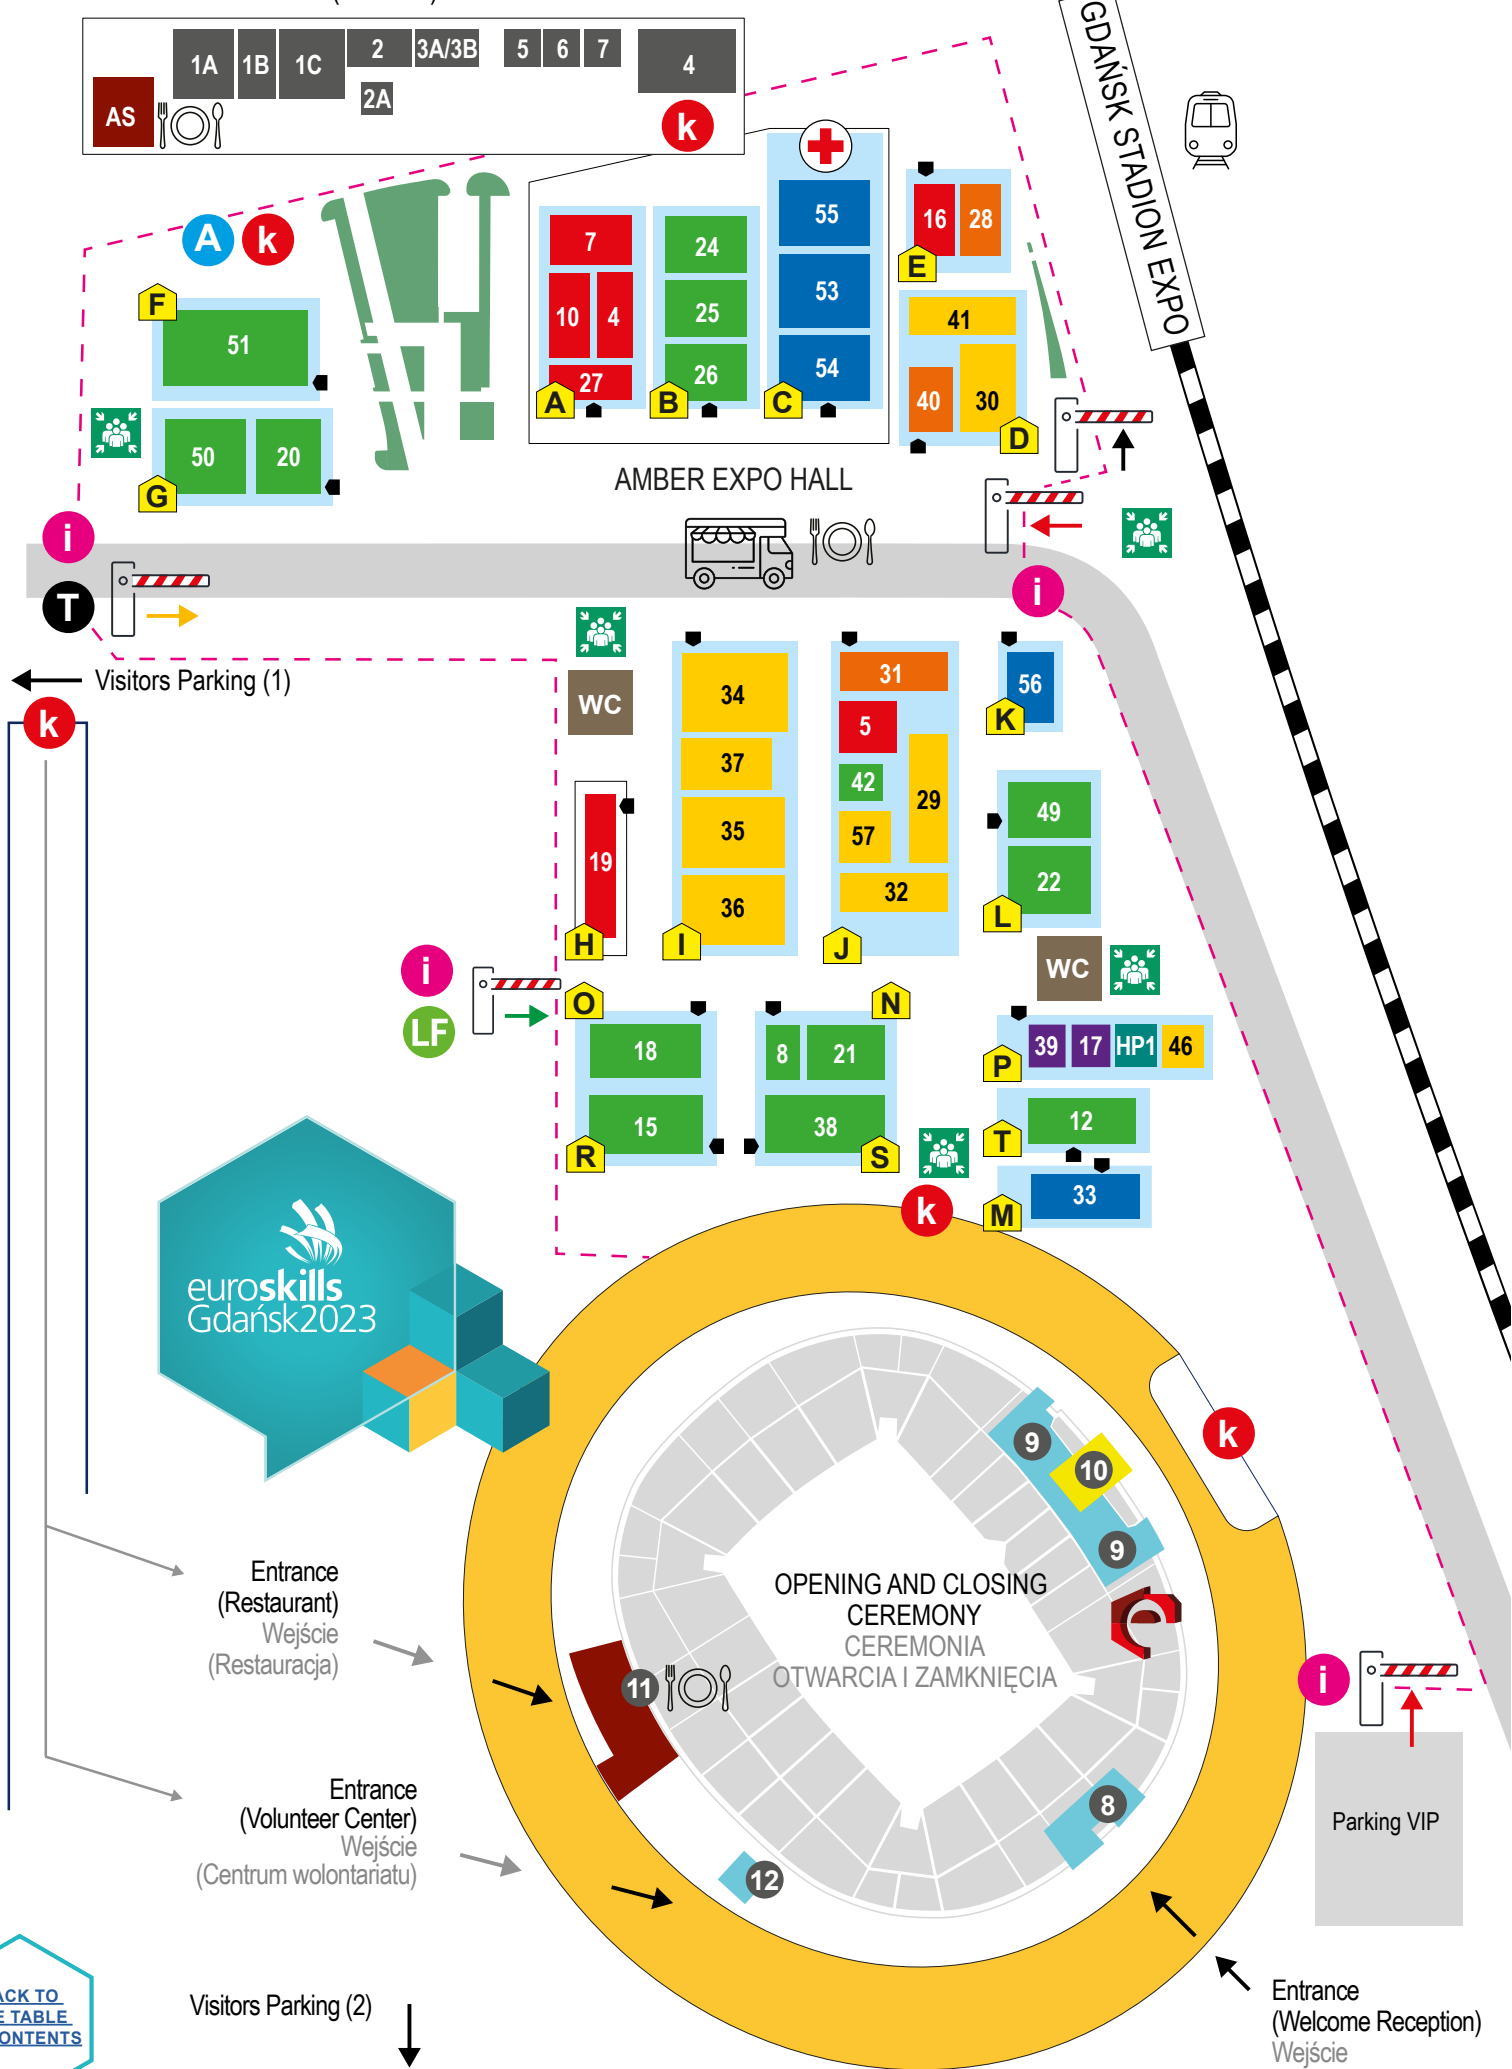 1A
1B
1C
2
3A/3B
5
6
7
4
2A
AS
k
GDAŃSK STADION EXPO
A
k
7
10
4
27
A
24
25
26
B
55
53
54
C
16
28
E
41
40
30
D
F
51
50
20
G
AMBER EXPO HALL
i
T
i
Visitors Parking (1)
k
WC
34
37
35
36
I
31
5
42
29
57
32
J
56
K
49
22
L
19
H
i
LF
WC
O
18
15
R
N
8
21
38
S
39
17
HP1
46
P
12
T
33
M
k
euroskills
Gdańsk2023
k
9
10
9
OPENING AND CLOSING
CEREMONY
CEREMONIA
OTWARCIA I ZAMKNIĘCIA
e
Entrance
(Restaurant)
Wejście
(Restauracja)
11
i
Entrance
(Volunteer Center)
Wejście
(Centrum wolontariatu)
12
8
Parking VIP
ACK TO
E TABLE
ONTENTS
Visitors Parking (2)
Entrance
(Welcome Reception)
Wejście